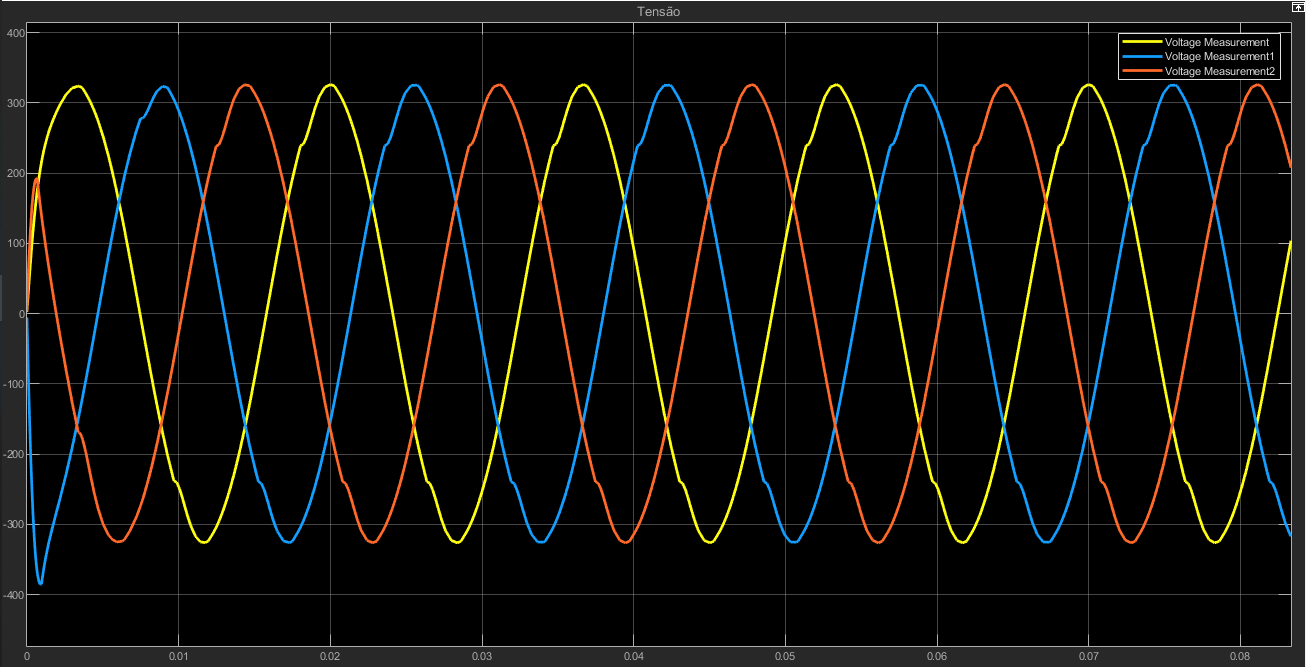 Tensão
Voltage Measurement
Voltage Measurement1
Voltage Measurement2
400
300
200
100
0
-100
-200
-300
-400
0 0.01 0.02 0.03 0.04 0.05 0.06 0.07 0.08